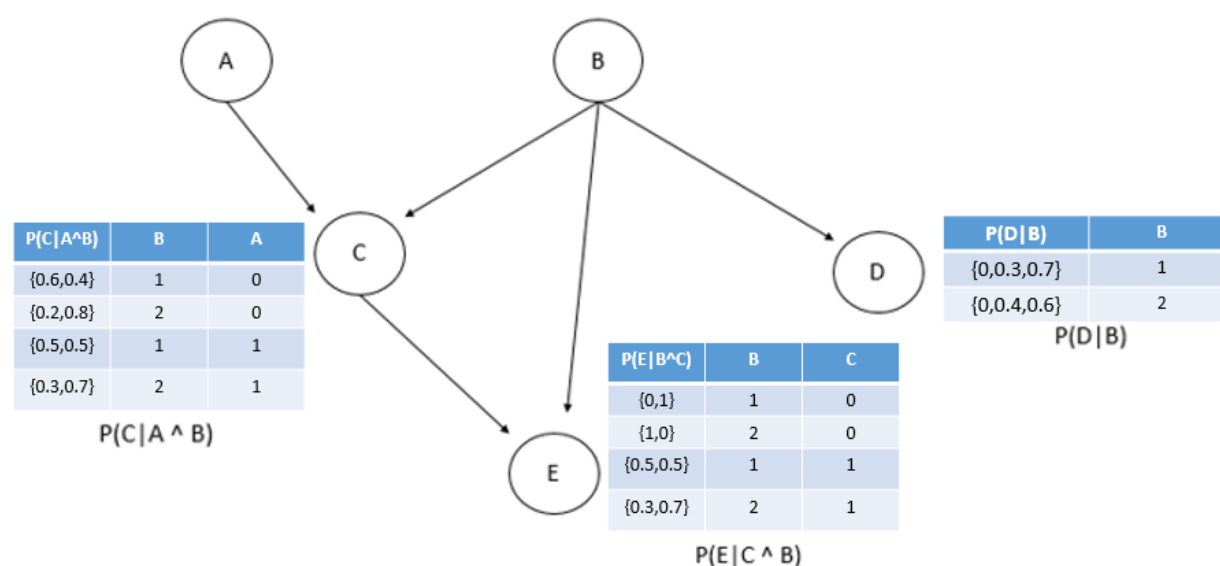 A
B
C
D
E
P(C|A^B) B A
{0.6,0.4} 1 0
{0.2,0.8} 2 0
{0.5,0.5} 1 1
{0.3,0.7} 2 1
P(C|A ^ B)
P(D|B) B
{0,0.3,0.7} 1
{0,0.4,0.6} 2
P(D|B)
P(E|B^C) B C
{0,1} 1 0
{1,0} 2 0
{0.5,0.5} 1 1
{0.3,0.7} 2 1
P(E|C ^ B)